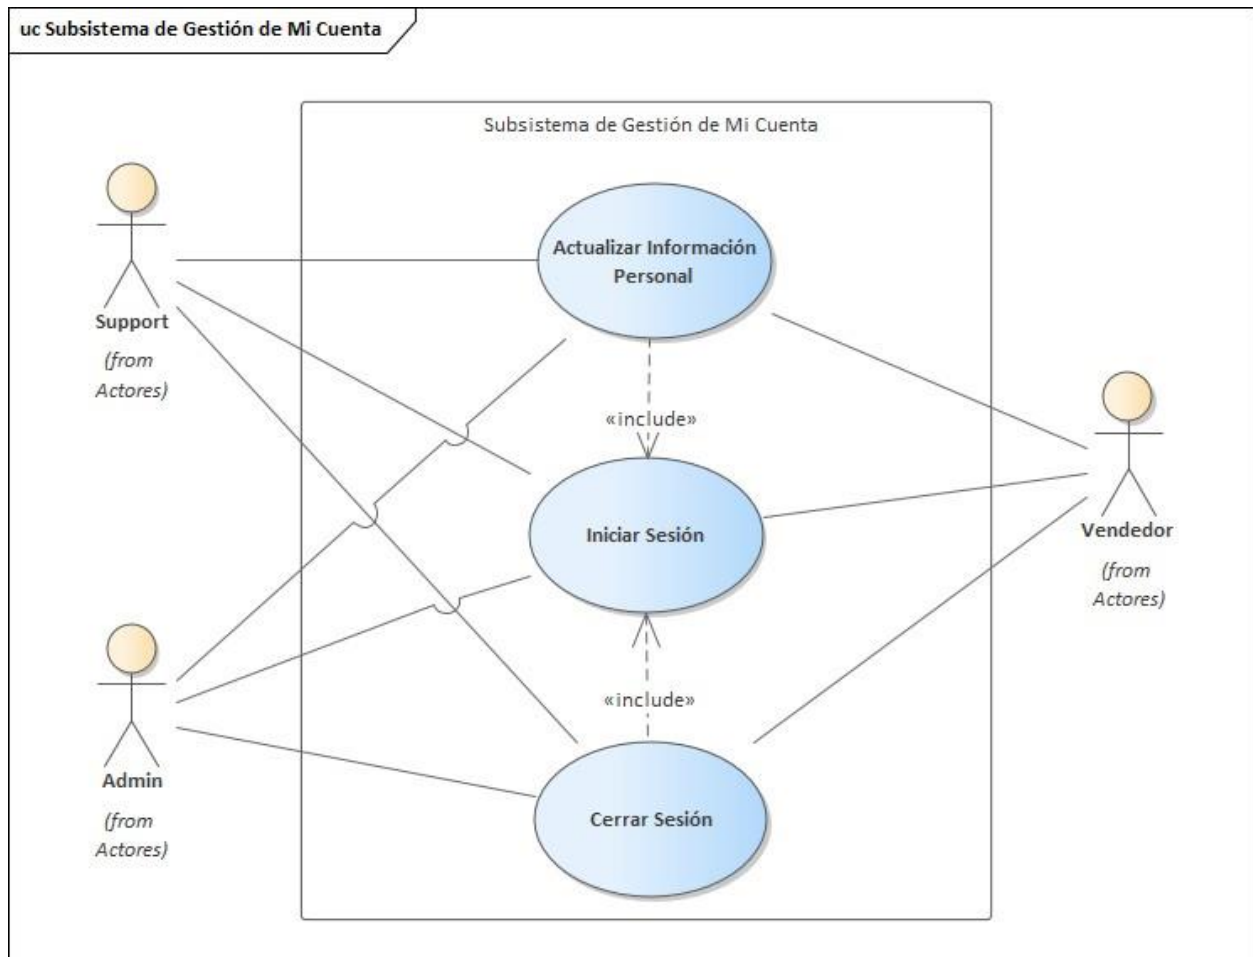 uc Subsistema de Gestión de Mi Cuenta
Subsistema de Gestión de Mi Cuenta
Support
(from
Actores)
Actualizar Información
Personal
«include»
Iniciar Sesión
Vendedor
(from
Actores)
«include»
Admin
(from
Actores)
Cerrar Sesión